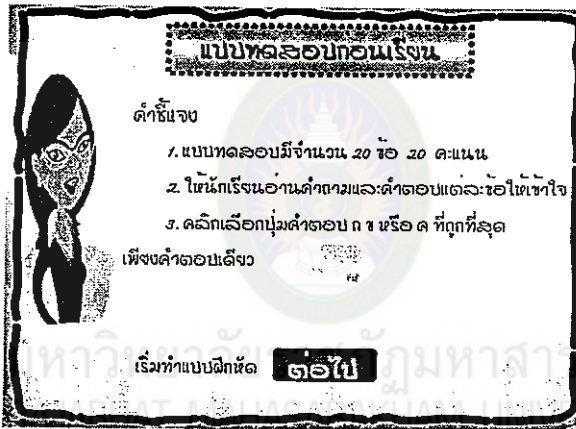 แบบทดสอบก่อนเรียน
คำชี้แจง
1. แบบทดสอบมีจำนวน 20 ข้อ 20 คะแนน
2. ให้นักเรียนอ่านคำถามและคำตอบแต่ละข้อให้เข้าใจ
3. คลิกเลือกปุ่มคำตอบ ก ข หรือ ค ที่ถูกที่สุด
เพียงคำตอบเดียว
เริ่มทำแบบฝึกหัด ต่อไป